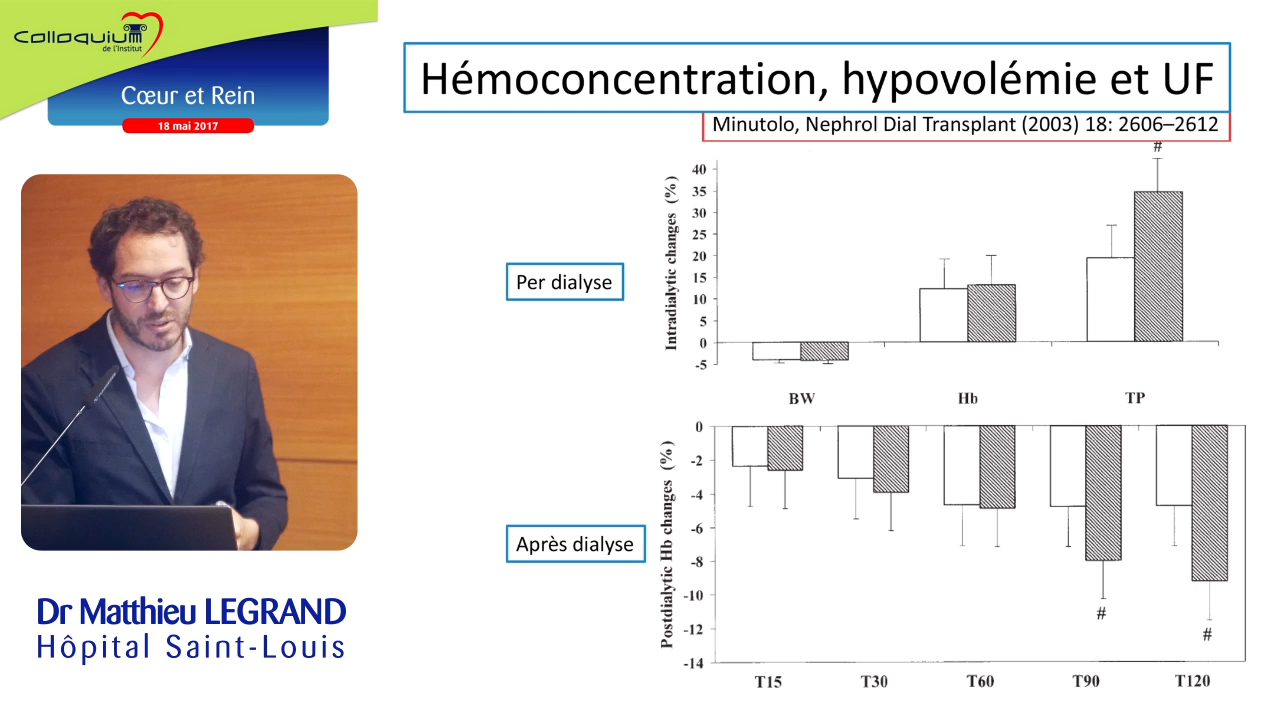 Colloquium
de l'Institut
Cœur et Rein
18 mai 2017
Hémoconcentration, hypovolémie et UF
Minutolo, Nephrol Dial Transplant (2003) 18: 2606–2612
Per dialyse
Intradialytic changes (%)
40
35
30
25
20
15
10
5
0
-5
#
BW Hb TP
Après dialyse
Postdialytic Hb changes (%)
0
-2
-4
-6
-8
-10
-12
-14
#
#
T15 T30 T60 T90 T120
Dr Matthieu LEGRAND
Hôpital Saint-Louis